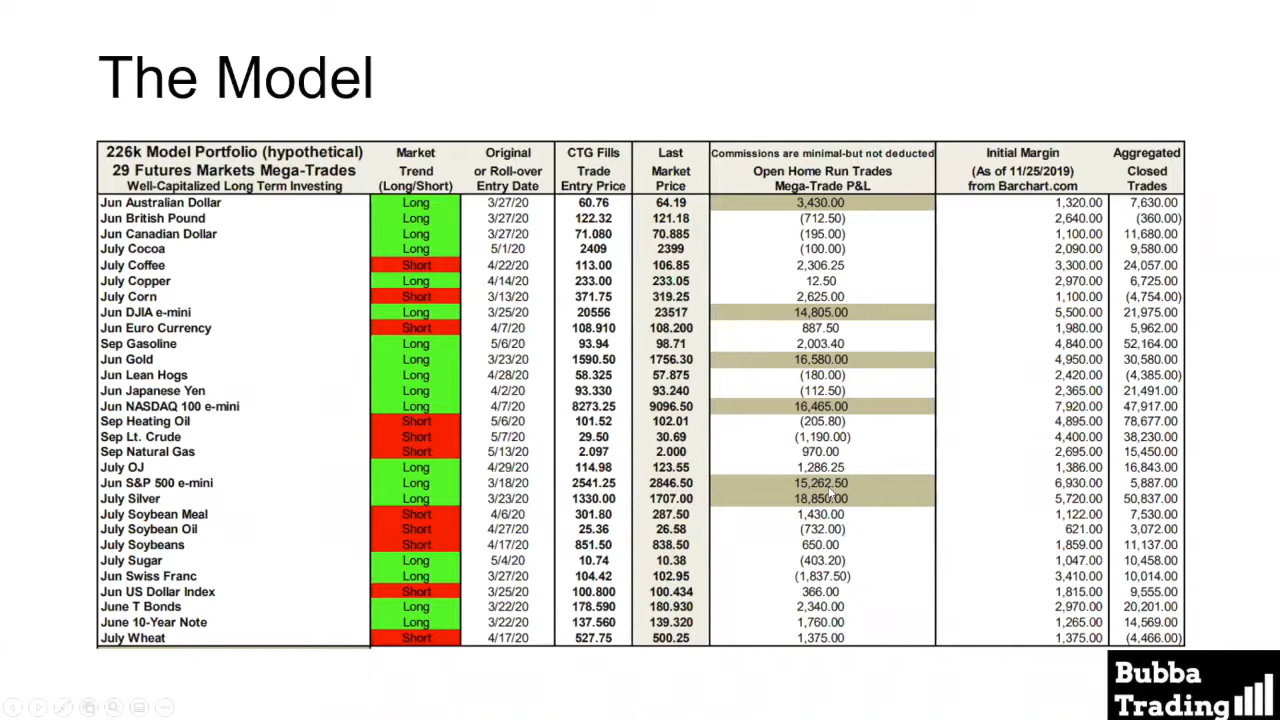 The Model
226k Model Portfolio (hypothetical) Market Original CTG Fills Last Commissions are minimal-but not deducted Initial Margin Aggregated
29 Futures Markets Mega-Trades Trend or Roll-over Trade Market Open Home Run Trades (As of 11/25/2019) Closed
Well-Capitalized Long Term Investing (Long/Short) Entry Date Entry Price Price Mega-Trade P&L from Barchart.com Trades
Jun Australian Dollar Long 3/27/20 60.76 64.19 3,430.00 1,320.00 7,630.00
Jun British Pound Long 3/27/20 122.32 121.18 (712.50) 2,640.00 (360.00)
Jun Canadian Dollar Long 3/27/20 71.080 70.885 (195.00) 1,100.00 11,680.00
July Cocoa Long 5/1/20 2409 2399 (100.00) 2,090.00 9,580.00
July Coffee Short 4/22/20 113.00 106.85 2,306.25 3,300.00 24,057.00
July Copper Long 4/14/20 233.00 233.05 12.50 2,970.00 6,725.00
July Corn Short 3/13/20 371.75 319.25 2,625.00 1,100.00 (4,754.00)
Jun DJIA e-mini Long 3/25/20 20556 23517 14,805.00 5,500.00 21,975.00
Jun Euro Currency Short 4/7/20 108.910 108.200 887.50 1,980.00 5,962.00
Sep Gasoline Long 5/6/20 93.94 98.71 2,003.40 4,840.00 52,164.00
Jun Gold Long 3/23/20 1590.50 1756.30 16,580.00 4,950.00 30,580.00
Jun Lean Hogs Long 4/28/20 58.325 57.875 (180.00) 2,420.00 (4,385.00)
Jun Japanese Yen Long 4/2/20 93.330 93.240 (112.50) 2,365.00 21,491.00
Jun NASDAQ 100 e-mini Long 4/7/20 8273.25 9096.50 16,465.00 7,920.00 47,917.00
Sep Heating Oil Short 5/6/20 101.52 102.01 (205.80) 4,895.00 78,677.00
Sep Lt. Crude Short 5/7/20 29.50 30.69 (1,190.00) 4,400.00 38,230.00
Sep Natural Gas Short 5/13/20 2.097 2.000 970.00 2,695.00 15,450.00
July OJ Long 4/29/20 114.98 123.55 1,286.25 1,386.00 16,843.00
Jun S&P 500 e-mini Long 3/18/20 2541.25 2846.50 15,262.50 6,930.00 5,887.00
July Silver Long 3/23/20 1330.00 1707.00 18,850.00 5,720.00 50,837.00
July Soybean Meal Short 4/6/20 301.80 287.50 1,430.00 1,122.00 7,530.00
July Soybean Oil Short 4/27/20 25.36 26.58 (732.00) 621.00 3,072.00
July Soybeans Short 4/17/20 851.50 838.50 650.00 1,859.00 11,137.00
July Sugar Long 5/4/20 10.74 10.38 (403.20) 1,047.00 10,458.00
Jun Swiss Franc Long 3/27/20 104.42 102.95 (1,837.50) 3,410.00 10,014.00
Jun US Dollar Index Short 3/25/20 100.800 100.434 366.00 1,815.00 9,555.00
June T Bonds Long 3/22/20 178.590 180.930 2,340.00 2,970.00 20,201.00
June 10-Year Note Long 3/22/20 137.560 139.320 1,760.00 1,265.00 14,569.00
July Wheat Short 4/17/20 527.75 500.25 1,375.00 1,375.00 (4,466.00)
Bubba
Trading